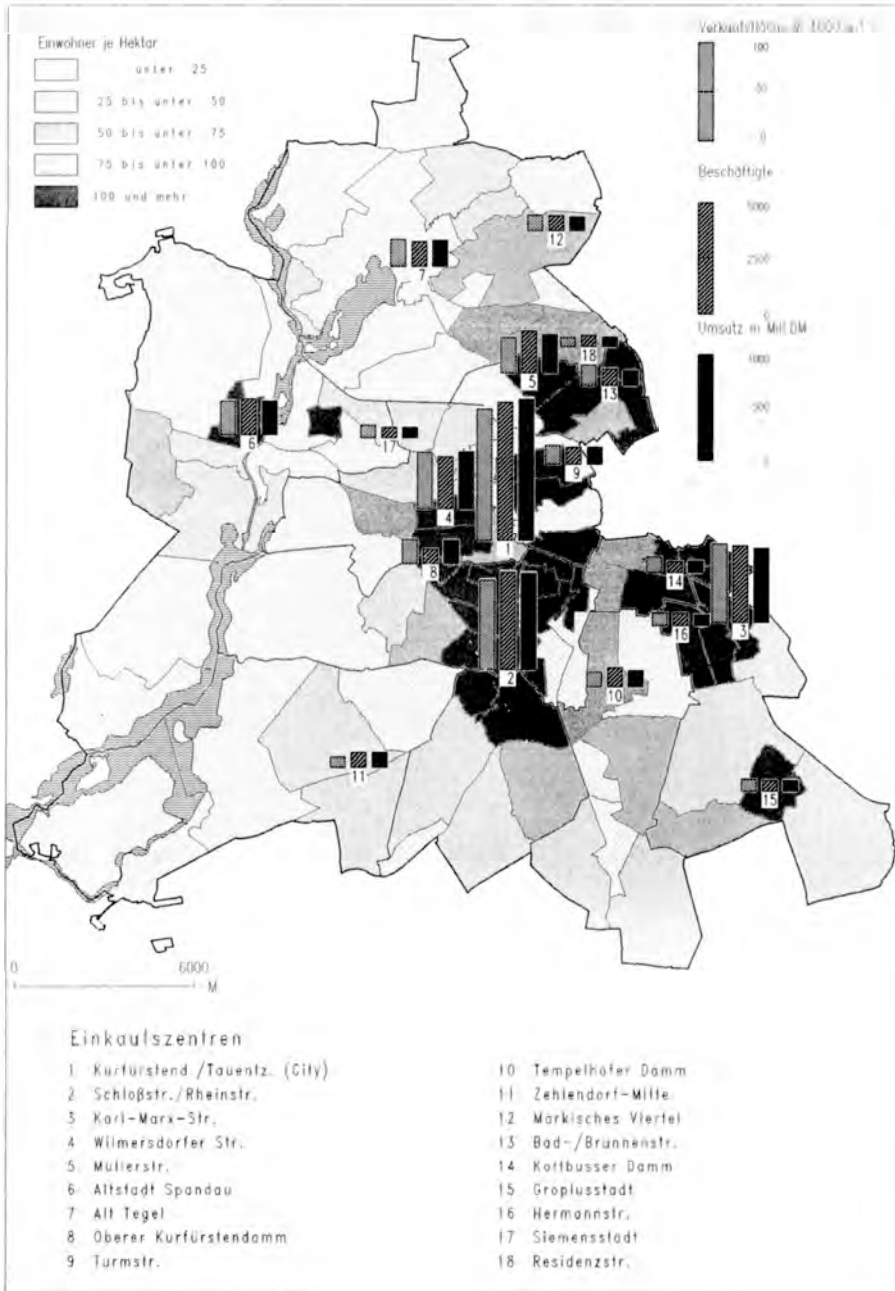 Einwohner je Hektar
unter 25
25 bis unter 50
50 bis unter 75
75 bis unter 100
100 und mehr
100
50
0
Beschäftigte
5000
2500
0
Umsatz in Mill.DM
1000
500
0
12
7
18
5
13
6
17
9
4
1
8
14
16
3
2
10
11
15
0 6000
M
Einkaufszentren
1 Kurfürstend./Tauentz. (City)
2 Schloßstr./Rheinstr.
3 Karl-Marx-Str.
4 Wilmersdorfer Str.
5 Müllerstr.
6 Altstadt Spandau
7 Alt Tegel
8 Oberer Kurfürstendamm
9 Turmstr.
10 Tempelhofer Damm
11 Zehlendorf-Mitte
12 Märkisches Viertel
13 Bad-/Brunnenstr.
14 Kottbusser Damm
15 Gropiusstadt
16 Hermannstr.
17 Siemensstadt
18 Residenzstr.